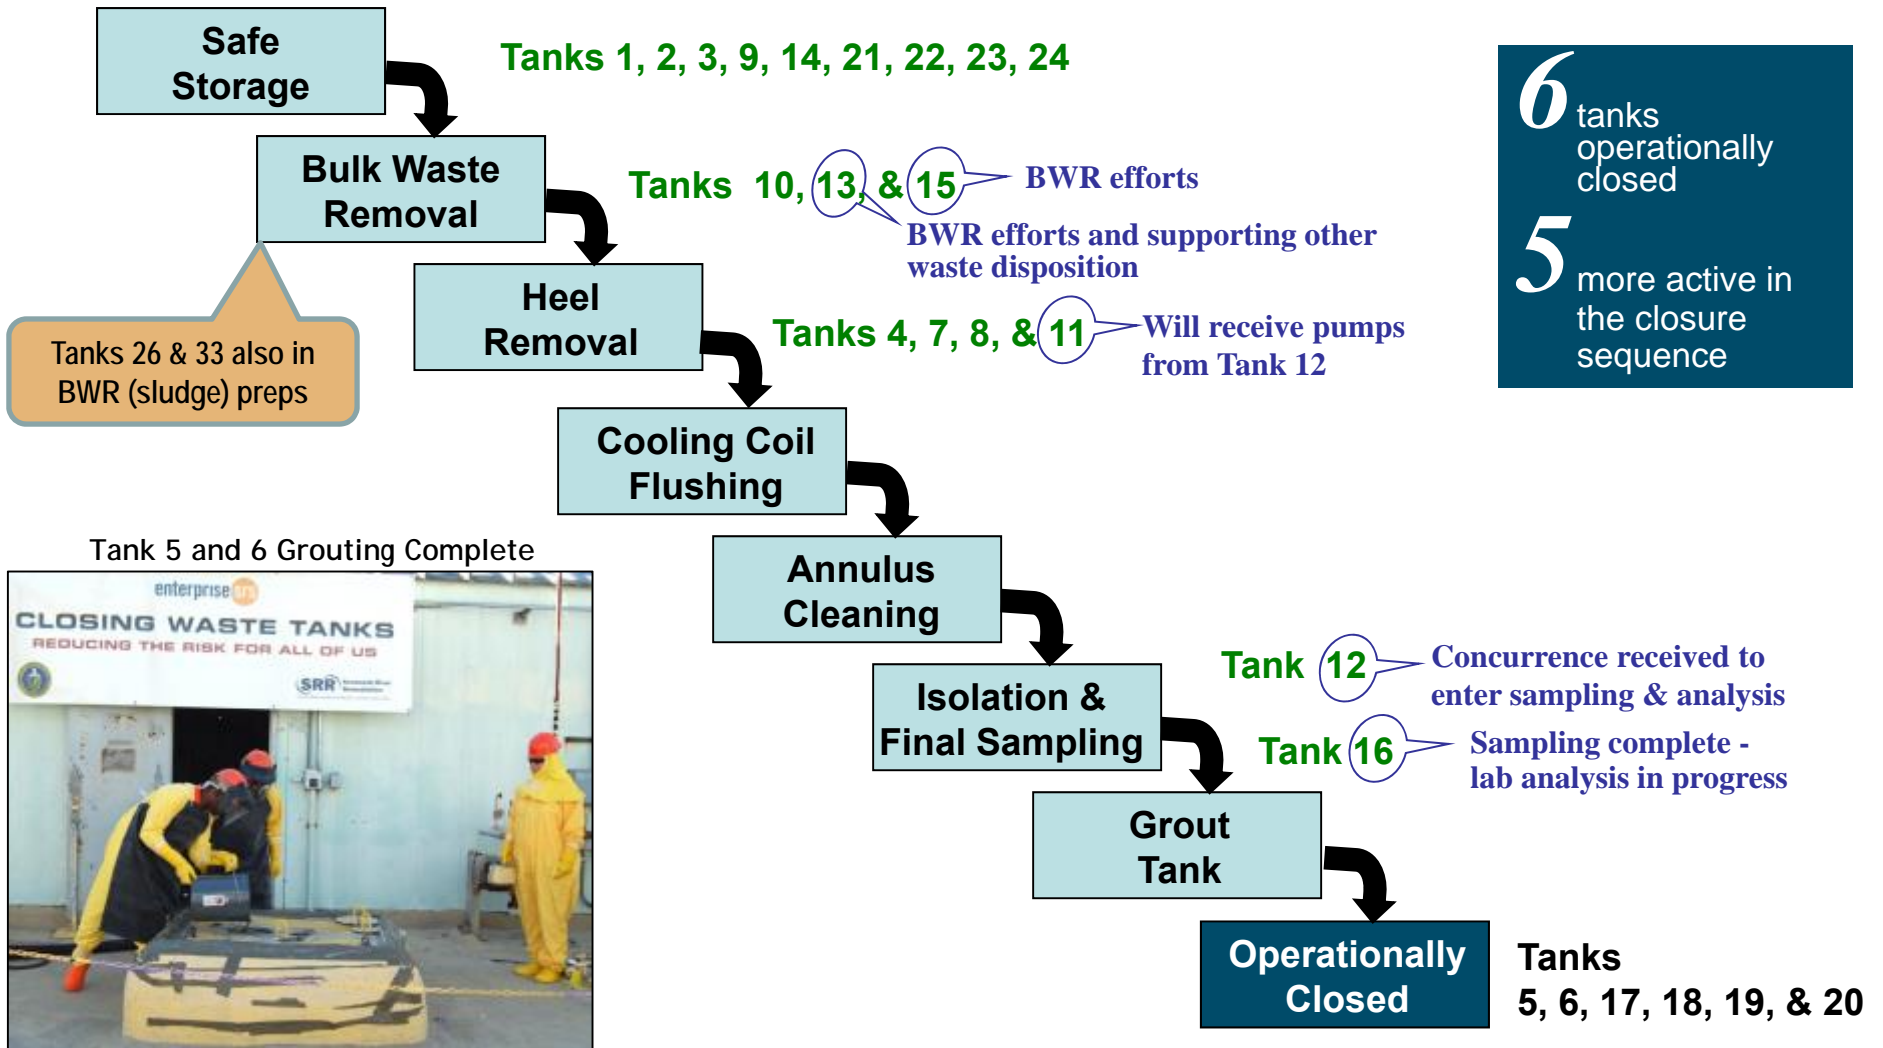 Safe
Storage
Tanks 1, 2, 3, 9, 14, 21, 22, 23, 24
6 tanks
operationally
closed
5 more active in
the closure
sequence
Bulk Waste
Removal
Tanks 10, 13, & 15
BWR efforts
BWR efforts and supporting other
waste disposition
Tanks 26 & 33 also in
BWR (sludge) preps
Heel
Removal
Tanks 4, 7, 8, & 11
Will receive pumps
from Tank 12
Cooling Coil
Flushing
Annulus
Cleaning
Tank 5 and 6 Grouting Complete
enterprise srs
CLOSING WASTE TANKS
REDUCING THE RISK FOR ALL OF US
SRR
Isolation &
Final Sampling
Tank 12
Concurrence received to
enter sampling & analysis
Tank 16
Sampling complete -
lab analysis in progress
Grout
Tank
Operationally
Closed
Tanks
5, 6, 17, 18, 19, & 20